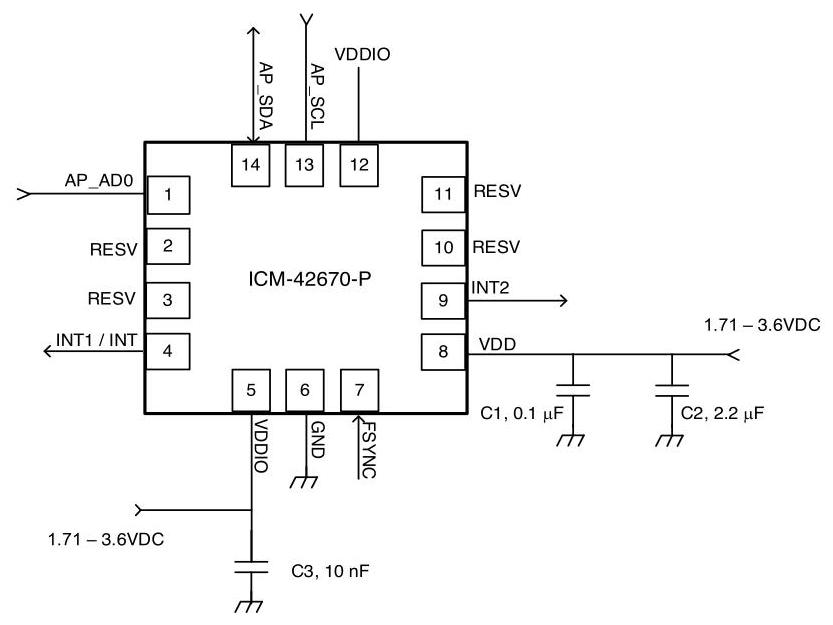 AP_SDA
AP_SCL
VDDIO
14
13
12
AP_AD0
1
11
RESV
RESV
2
10
RESV
ICM-42670-P
RESV
3
9
INT2
INT1 / INT
4
8
VDD
1.71 – 3.6VDC
5
6
7
C1, 0.1 μF
C2, 2.2 μF
VDDIO
GND
FSYNC
1.71 – 3.6VDC
C3, 10 nF